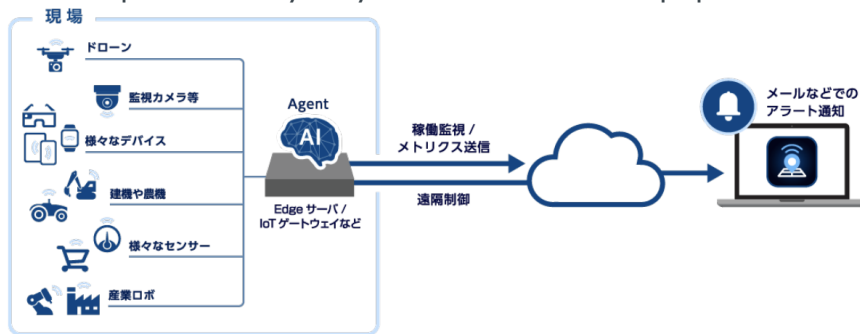 現場
ドローン
監視カメラ等
様々なデバイス
建機や農機
様々なセンサー
産業ロボ
Agent
AI
Edge サーバ /
IoT ゲートウェイなど
稼働監視 /
メトリクス送信
遠隔制御
メールなどでの
アラート通知